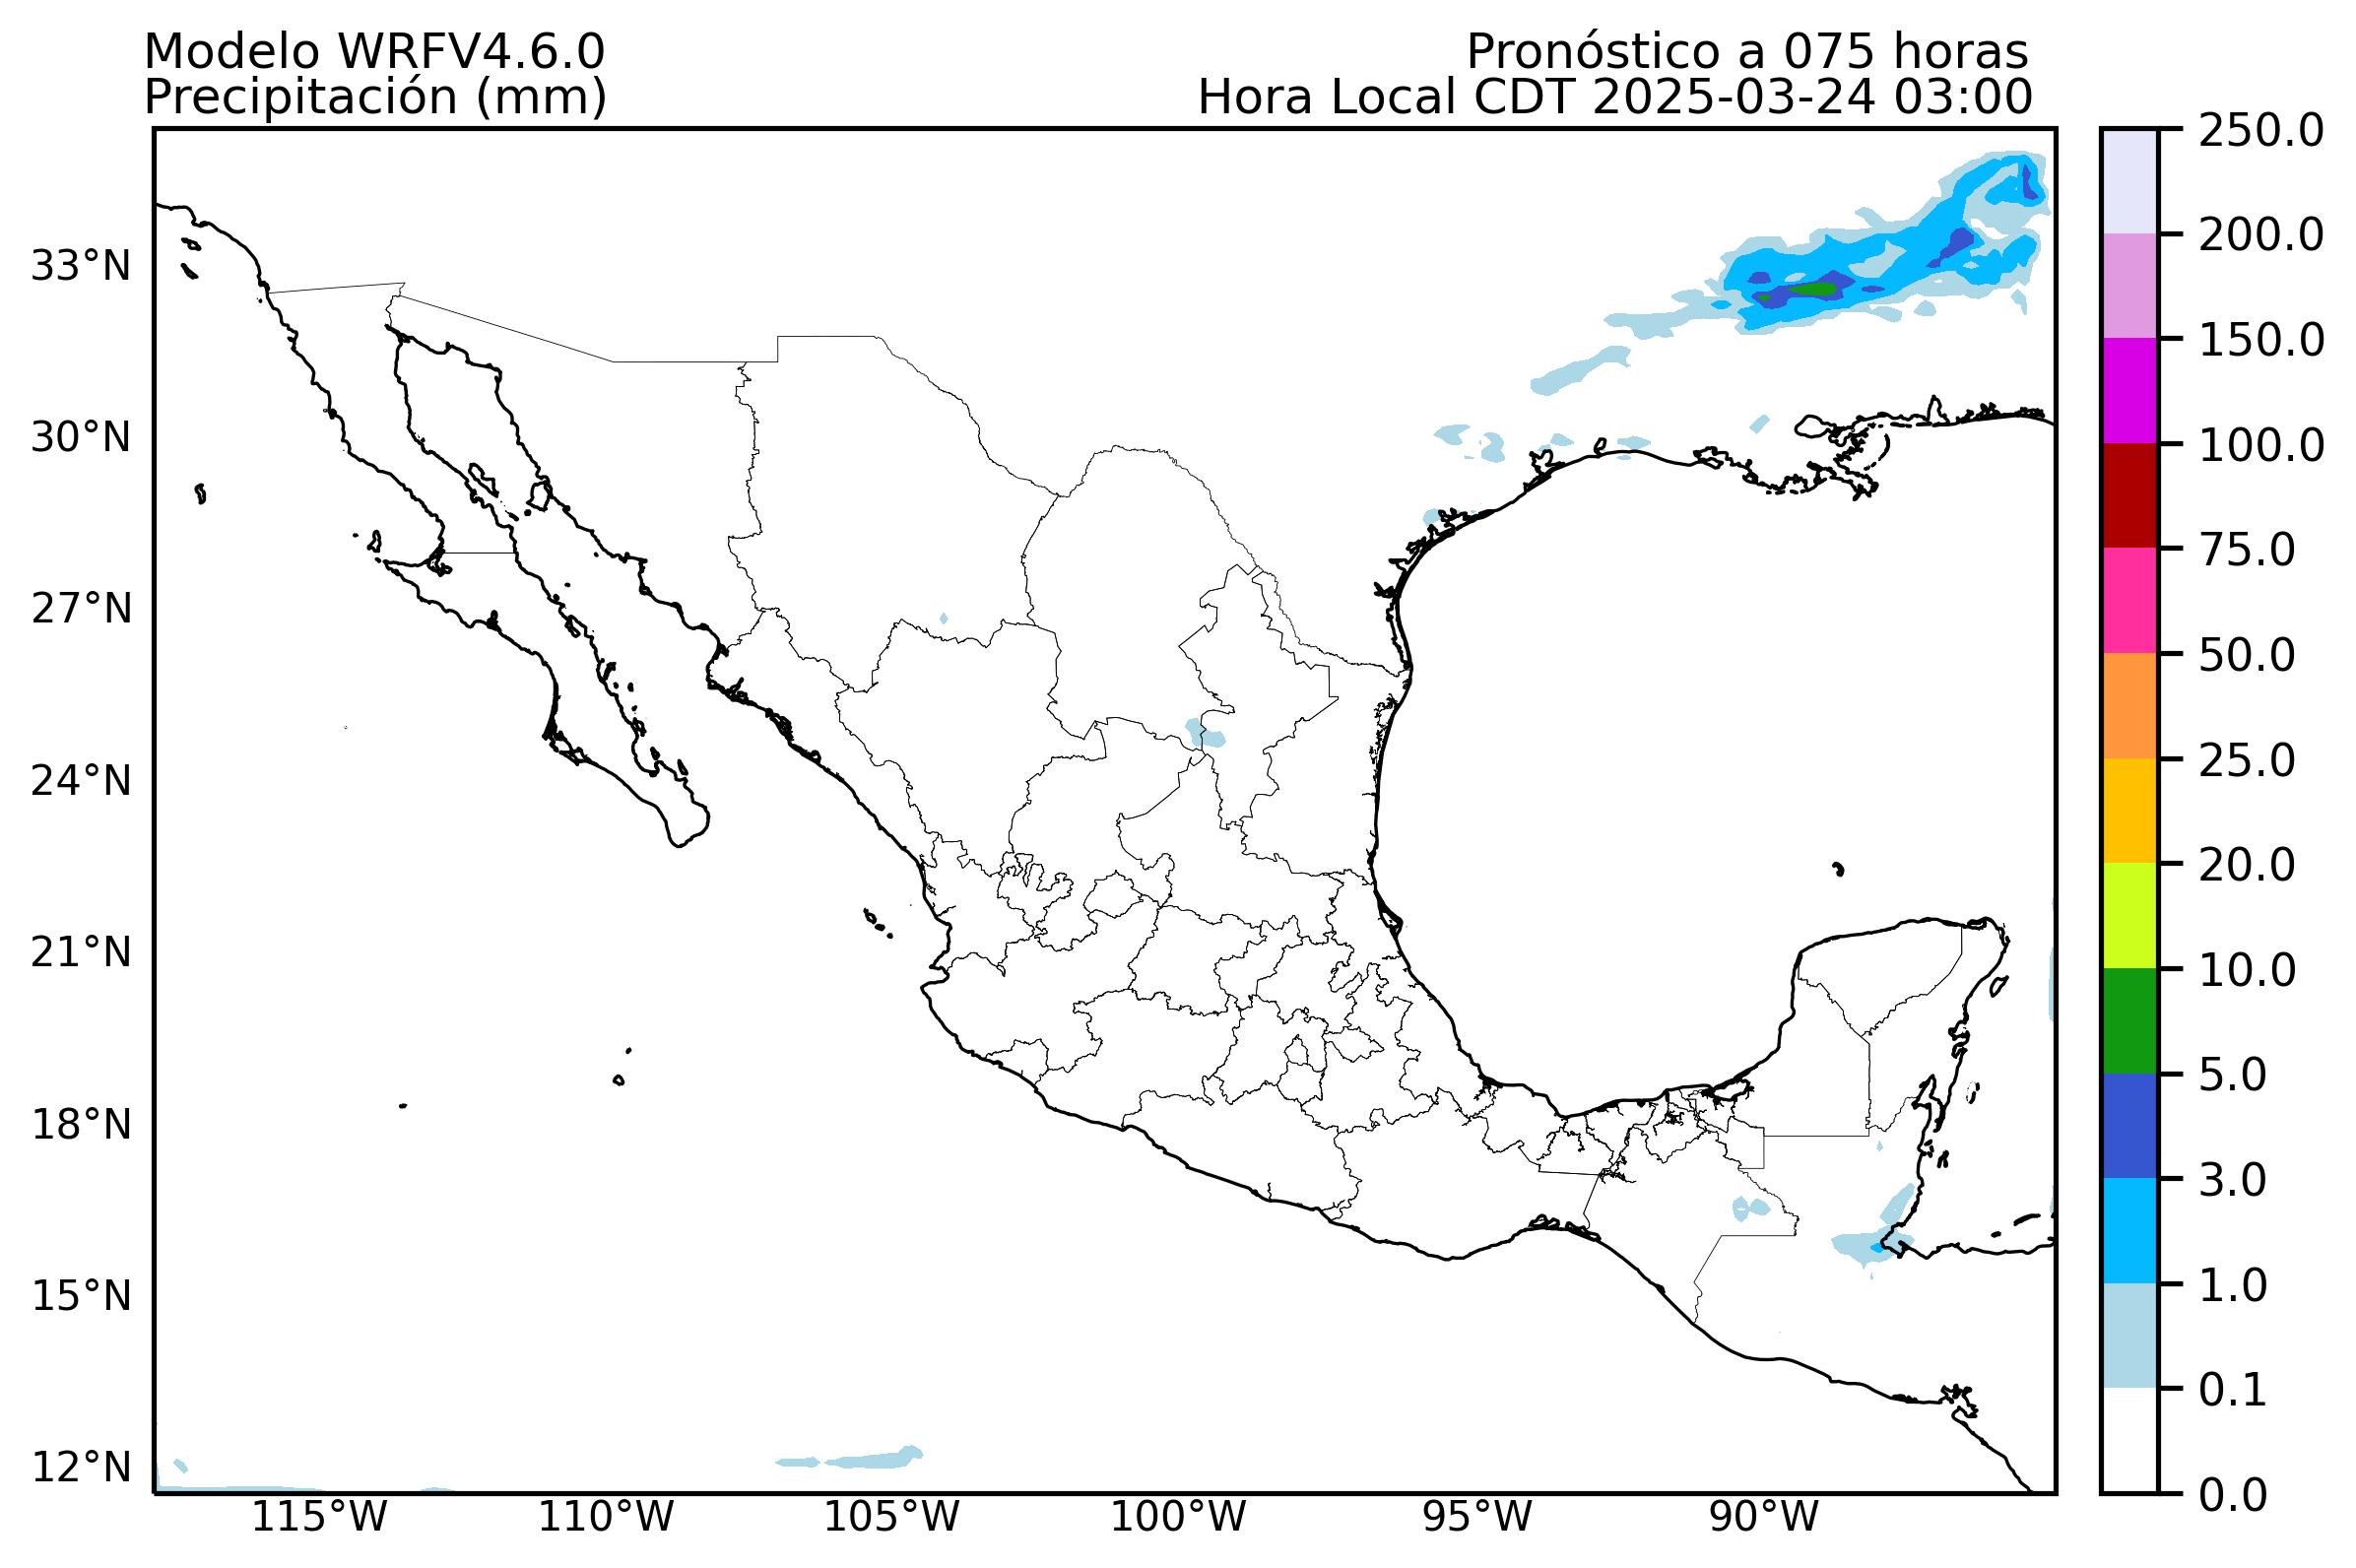 Modelo WRFV4.6.0
Precipitación (mm)
Pronóstico a 075 horas
Hora Local CDT 2025-03-24 03:00
33°N
30°N
27°N
24°N
21°N
18°N
15°N
12°N
115°W
110°W
105°W
100°W
95°W
90°W
250.0
200.0
150.0
100.0
75.0
50.0
25.0
20.0
10.0
5.0
3.0
1.0
0.1
0.0